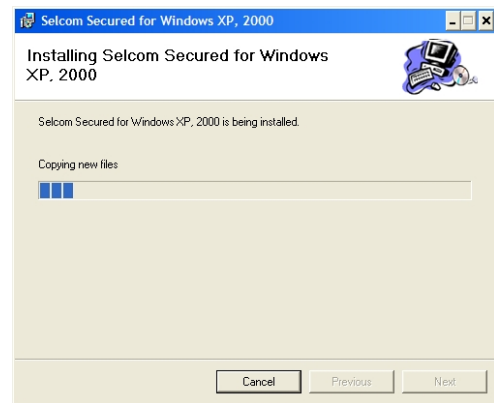 Selcom Secured for Windows XP, 2000
Installing Selcom Secured for Windows
XP, 2000
Selcom Secured for Windows XP, 2000 is being installed.
Copying new files
Cancel
Previous
Next